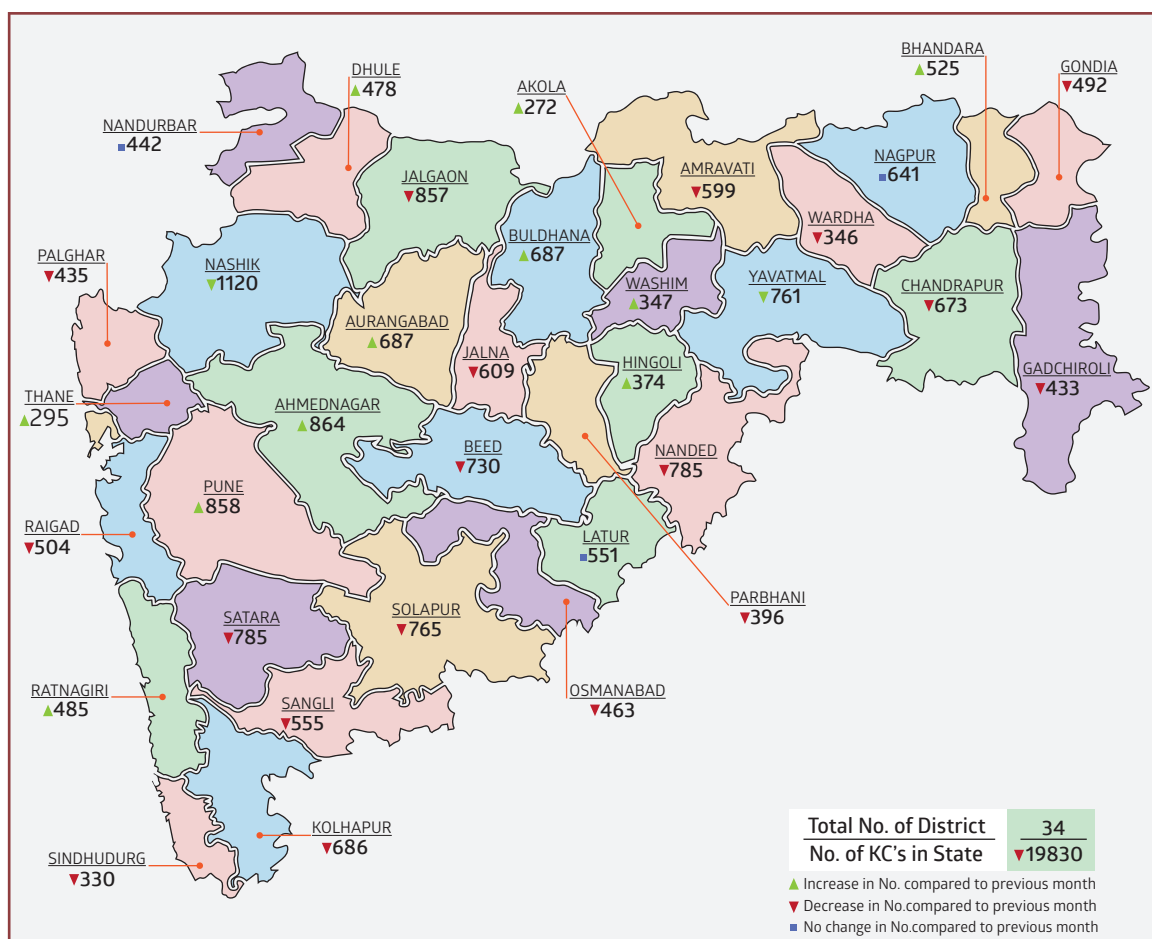 DHULE
▲478
AKOLA
▲272
BHANDARA
▲525
GONDIA
▼492
NANDURBAR
■442
JALGAON
▼857
AMRAVATI
▼599
NAGPUR
■641
WARDHA
▼346
BULDHANA
▲687
PALGHAR
▼435
NASHIK
▼1120
WASHIM
▲347
YAVATMAL
▼761
CHANDRAPUR
▼673
AURANGABAD
▲687
JALNA
▼609
HINGOLI
▲374
GADCHIROLI
▼433
THANE
▲295
AHMEDNAGAR
▲864
BEED
▼730
NANDED
▼785
PUNE
▲858
RAIGAD
▼504
LATUR
■551
PARBHANI
▼396
SATARA
▼785
SOLAPUR
▼765
OSMANABAD
▼463
RATNAGIRI
▲485
SANGLI
▼555
KOLHAPUR
▼686
SINDHUDURG
▼330
Total No. of District 34
No. of KC's in State ▼19830
▲ Increase in No. compared to previous month
▼ Decrease in No.compared to previous month
■ No change in No.compared to previous month